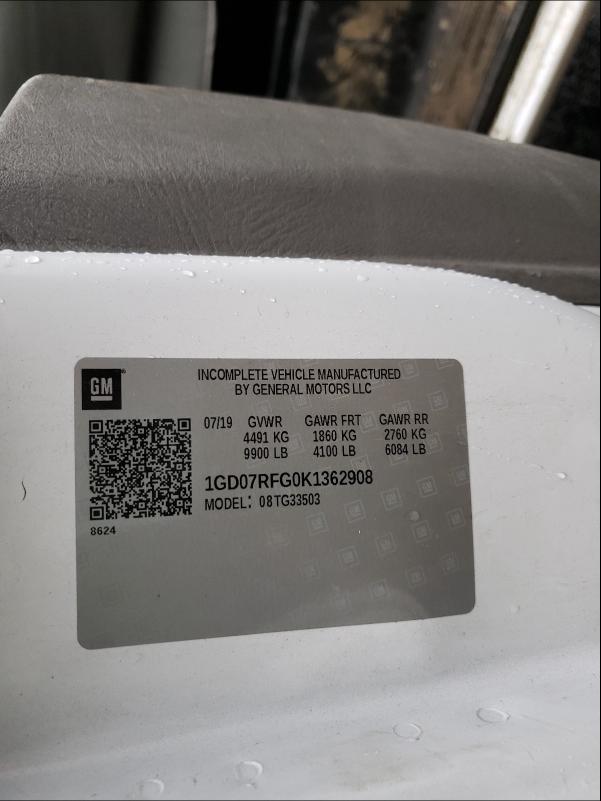 GM
INCOMPLETE VEHICLE MANUFACTURED
BY GENERAL MOTORS LLC
07/19 GVWR GAWR FRT GAWR RR
4491 KG 1860 KG 2760 KG
9900 LB 4100 LB 6084 LB
1GD07RFG0K1362908
MODEL: 08TG33503
8624